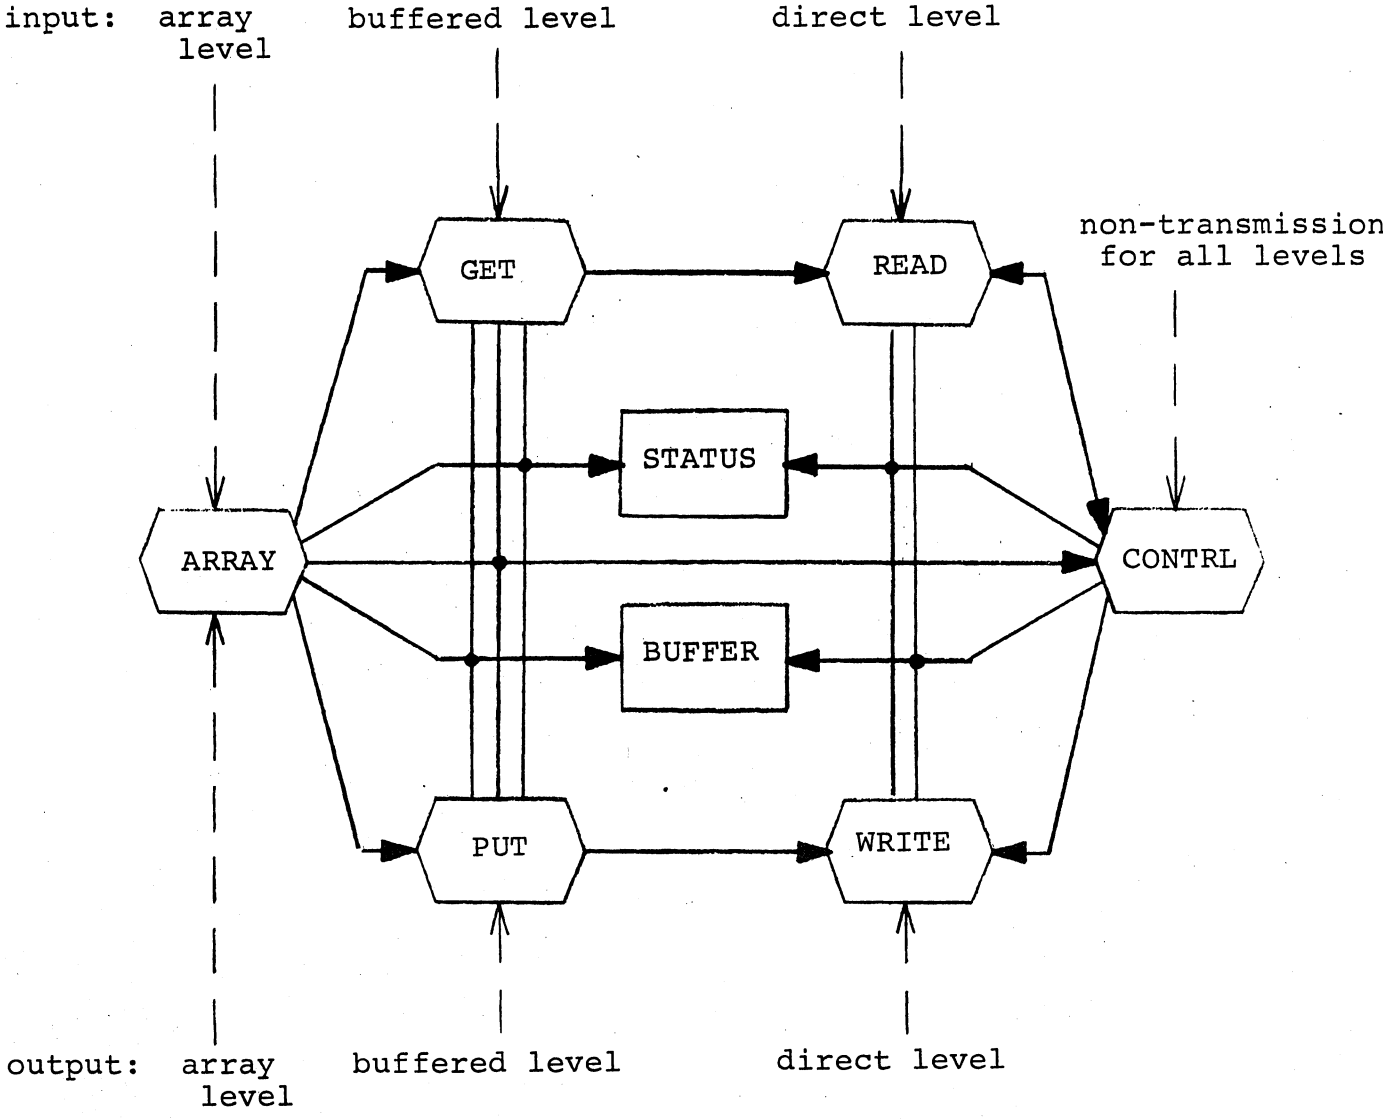 input: array buffered level direct level
level
non-transmission
for all levels
GET READ
STATUS
ARRAY CONTRL
BUFFER
PUT WRITE
output: array buffered level direct level
level